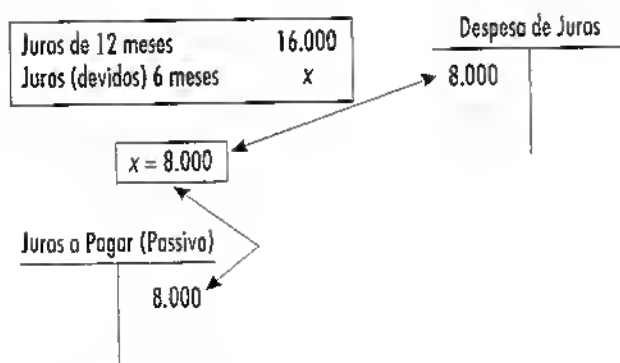 Juros de 12 meses 16.000
Juros (devidos) 6 meses x
Despesa de Juros
8.000
x = 8.000
Juros a Pagar (Passivo)
8.000